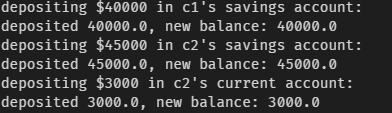 depositing $40000 in c1's savings account:
deposited 40000.0, new balance: 40000.0
depositing $45000 in c2's savings account:
deposited 45000.0, new balance: 45000.0
depositing $3000 in c2's current account:
deposited 3000.0, new balance: 3000.0